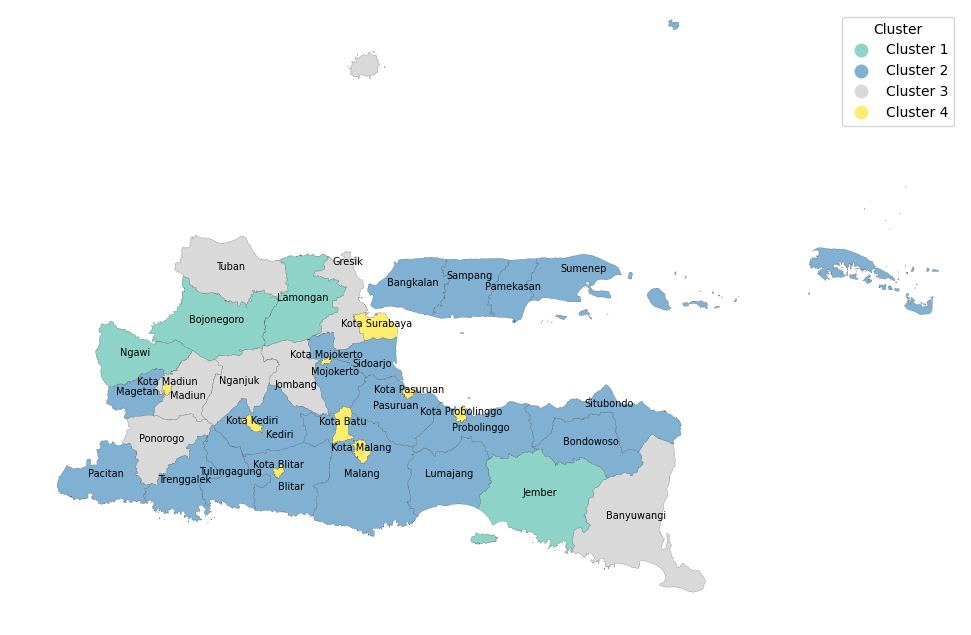 Cluster
Cluster 1
Cluster 2
Cluster 3
Cluster 4
Gresik
Tuban
Sumenep
Sampang
Bangkalan
Pamekasan
Lamongan
Bojonegoro
Kota Surabaya
Ngawi
Kota Mojokerto
Sidoarjo
Mojokerto
Kota Madiun
Nganjuk
Jombang
Magetan
Madiun
Kota Pasuruan
Pasuruan
Situbondo
Kota Probolinggo
Kota Kediri
Kota Batu
Probolinggo
Kediri
Ponorogo
Bondowoso
Kota Malang
Kota Blitar
Pacitan
Tulungagung
Trenggalek
Malang
Lumajang
Blitar
Jember
Banyuwangi